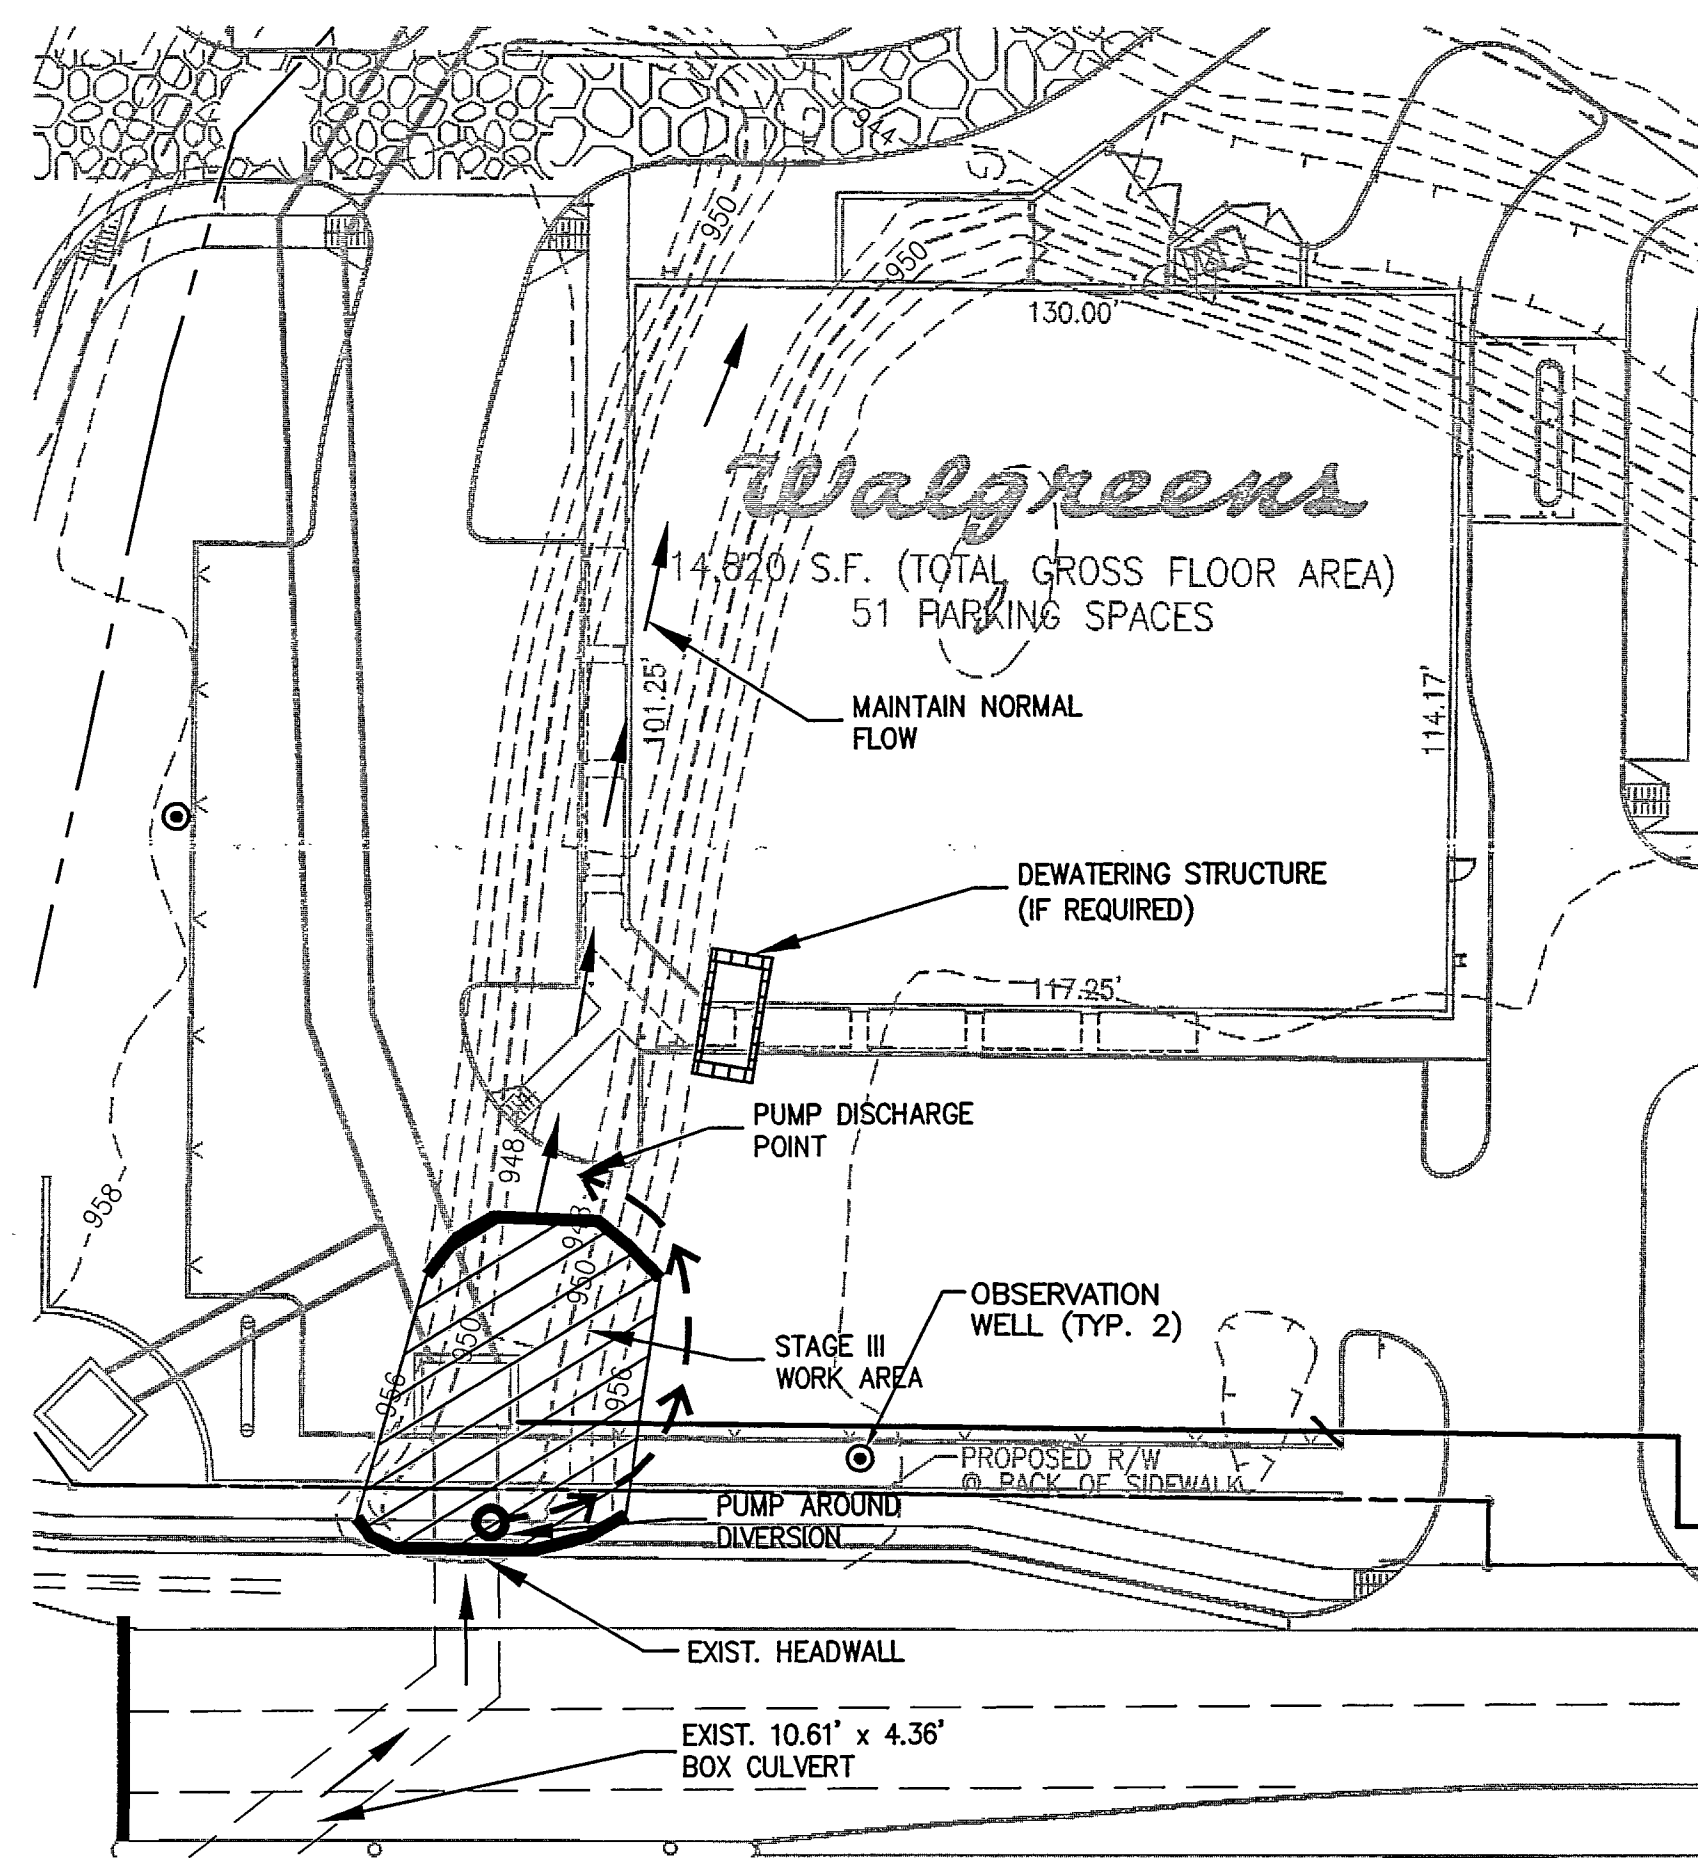 944
950
950
130.00'
Walgreens
14,820 S.F. (TOTAL GROSS FLOOR AREA)
51 PARKING SPACES
101.25'
114.17'
MAINTAIN NORMAL
FLOW
DEWATERING STRUCTURE
(IF REQUIRED)
117.25'
PUMP DISCHARGE
POINT
948
958
948
950
OBSERVATION
WELL (TYP. 2)
950
STAGE III
WORK AREA
956
956
PROPOSED R/W
@ BACK OF SIDEWALK
PUMP AROUND
DIVERSION
EXIST. HEADWALL
EXIST. 10.61' x 4.36'
BOX CULVERT